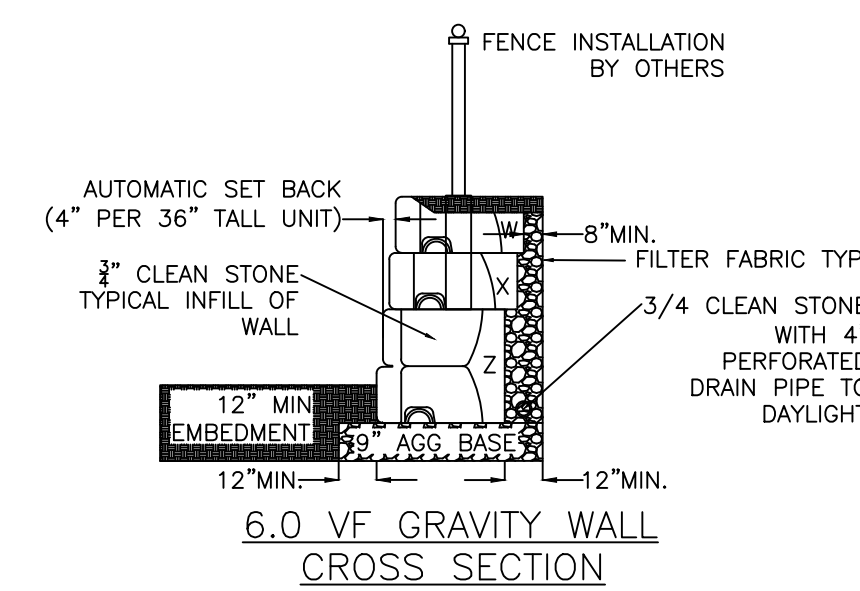 FENCE INSTALLATION
BY OTHERS
AUTOMATIC SET BACK
(4” PER 36” TALL UNIT)
W
8”MIN.
FILTER FABRIC TYP
3/4” CLEAN STONE
TYPICAL INFILL OF
WALL
X
3/4 CLEAN STONE
WITH 4”
PERFORATED
DRAIN PIPE TO
DAYLIGHT
Z
12” MIN
EMBEDMENT
9” AGG BASE
12”MIN.
12”MIN.
6.0 VF GRAVITY WALL
CROSS SECTION